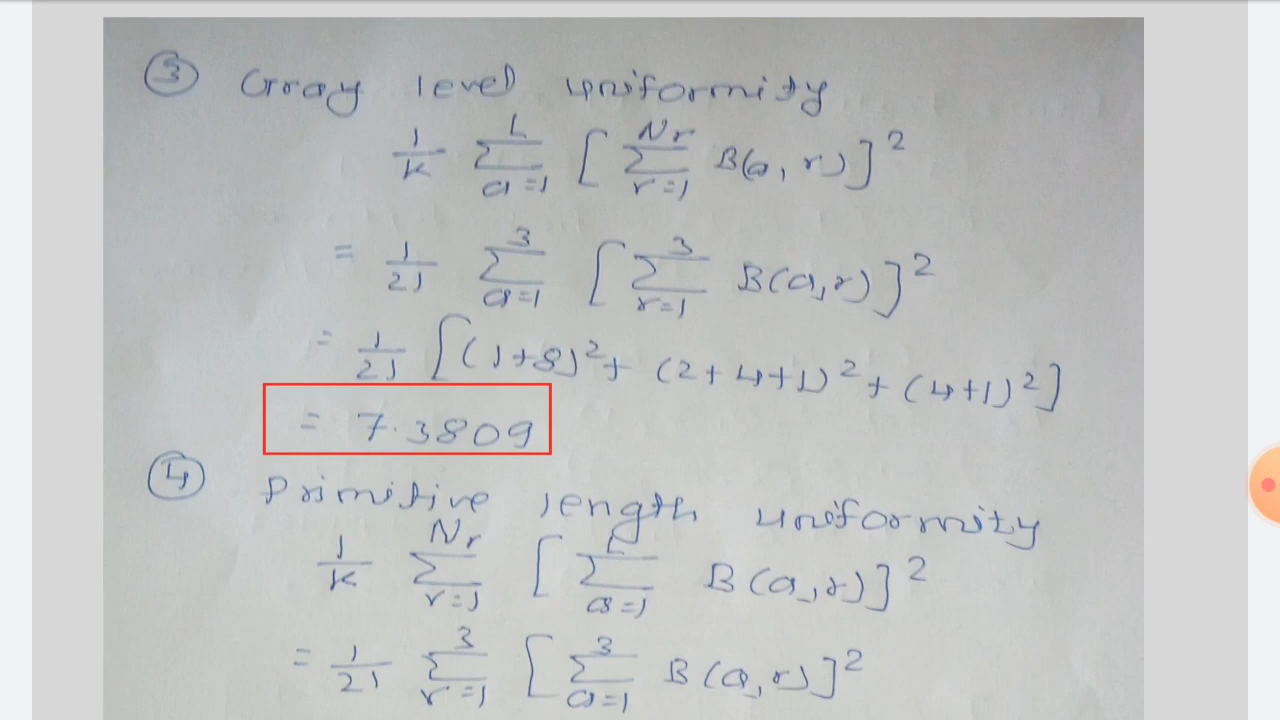 ③ Gray level uniformity
1/K Σ_{a=1}^{L} [ Σ_{r=1}^{Nr} B(a, r) ]²
= 1/21 Σ_{a=1}^{3} [ Σ_{r=1}^{3} B(a,r) ]²
= 1/21 [ (1+8)² + (2+4+1)² + (4+1)² ]
= 7.3809
④ Primitive length uniformity
1/K Σ_{r=1}^{Nr} [ Σ_{a=1}^{L} B(a,r) ]²
= 1/21 Σ_{r=1}^{3} [ Σ_{a=1}^{3} B(a,r) ]²